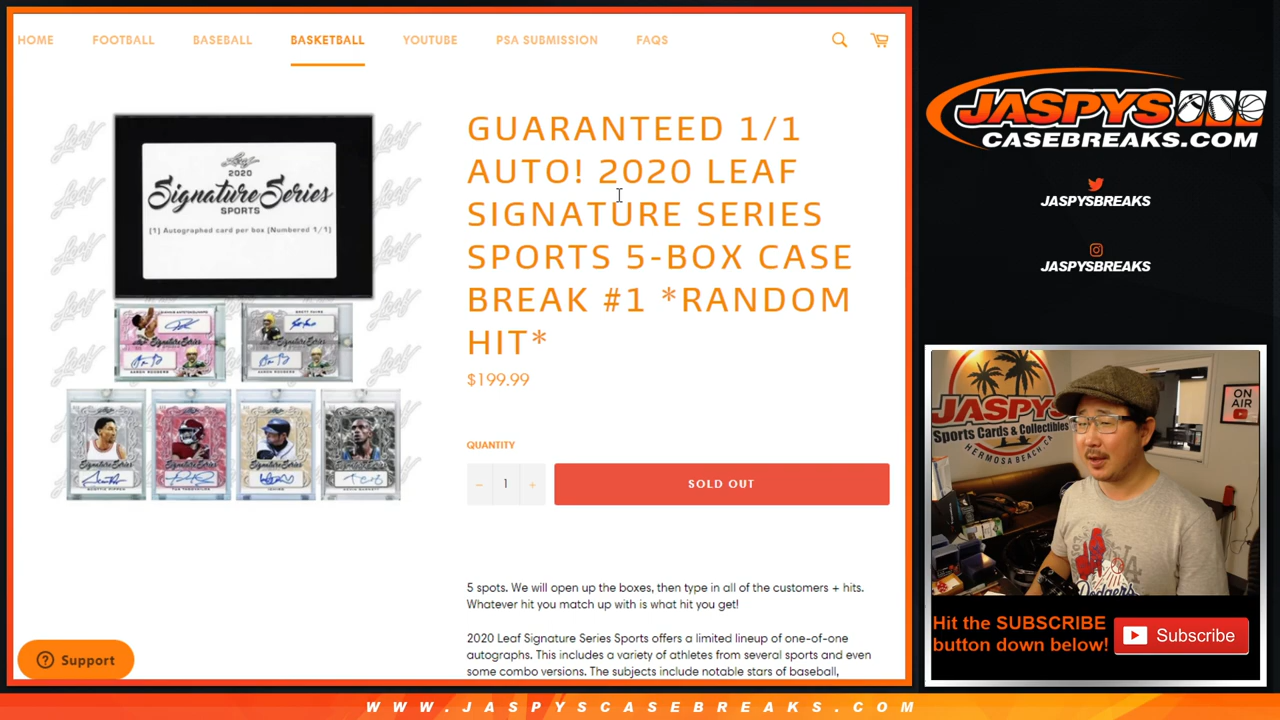 HOME FOOTBALL BASEBALL BASKETBALL YOUTUBE PSA SUBMISSION FAQS
Leaf
2020
Signature Series
SPORTS
(1) Autographed card per box (Numbered 1/1)
GUARANTEED 1/1
AUTO! 2020 LEAF
SIGNATURE SERIES
SPORTS 5-BOX CASE
BREAK #1 *RANDOM
HIT*
$199.99
QUANTITY
− 1 +
SOLD OUT
5 spots. We will open up the boxes, then type in all of the customers + hits.
Whatever hit you match up with is what hit you get!
2020 Leaf Signature Series Sports offers a limited lineup of one-of-one
autographs. This includes a variety of athletes from several sports and even
some combo versions. The subjects include notable stars of baseball,
Support
JASPYS
CASEBREAKS.COM
JASPYSBREAKS
JASPYSBREAKS
JASPYS
Sports Cards & Collectibles
HERMOSA BEACH, CA
ON
AIR
Dodgers
Hit the SUBSCRIBE
button down below!
Subscribe
WWW.JASPYSCASEBREAKS.COM